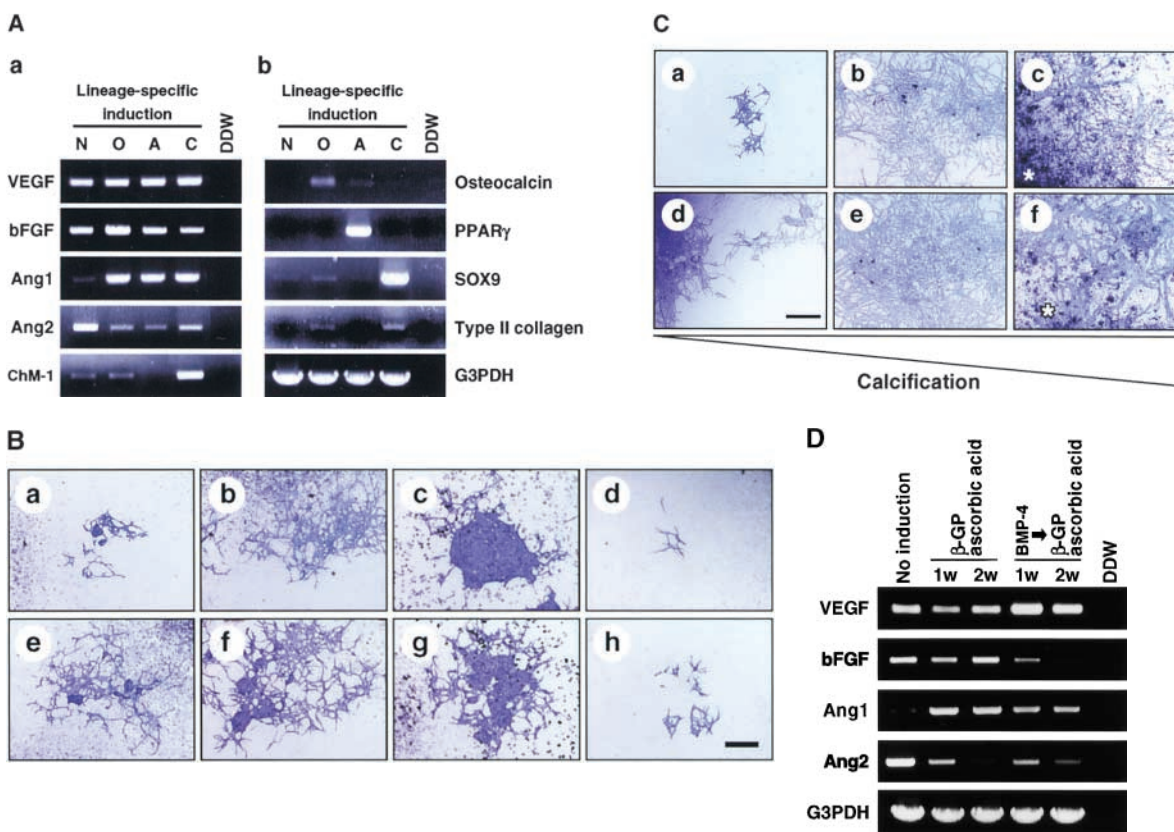 A
a
Lineage-specific
induction
N O A C DDW
VEGF
bFGF
Ang1
Ang2
ChM-1
b
Lineage-specific
induction
N O A C DDW
Osteocalcin
PPARγ
SOX9
Type II collagen
G3PDH
B
a b c d
e f g h
C
a b c
*
d e f
*
Calcification
D
No induction
β-GP
ascorbic acid
BMP-4
➡ β-GP
ascorbic acid
DDW
1w 2w 1w 2w
VEGF
bFGF
Ang1
Ang2
G3PDH